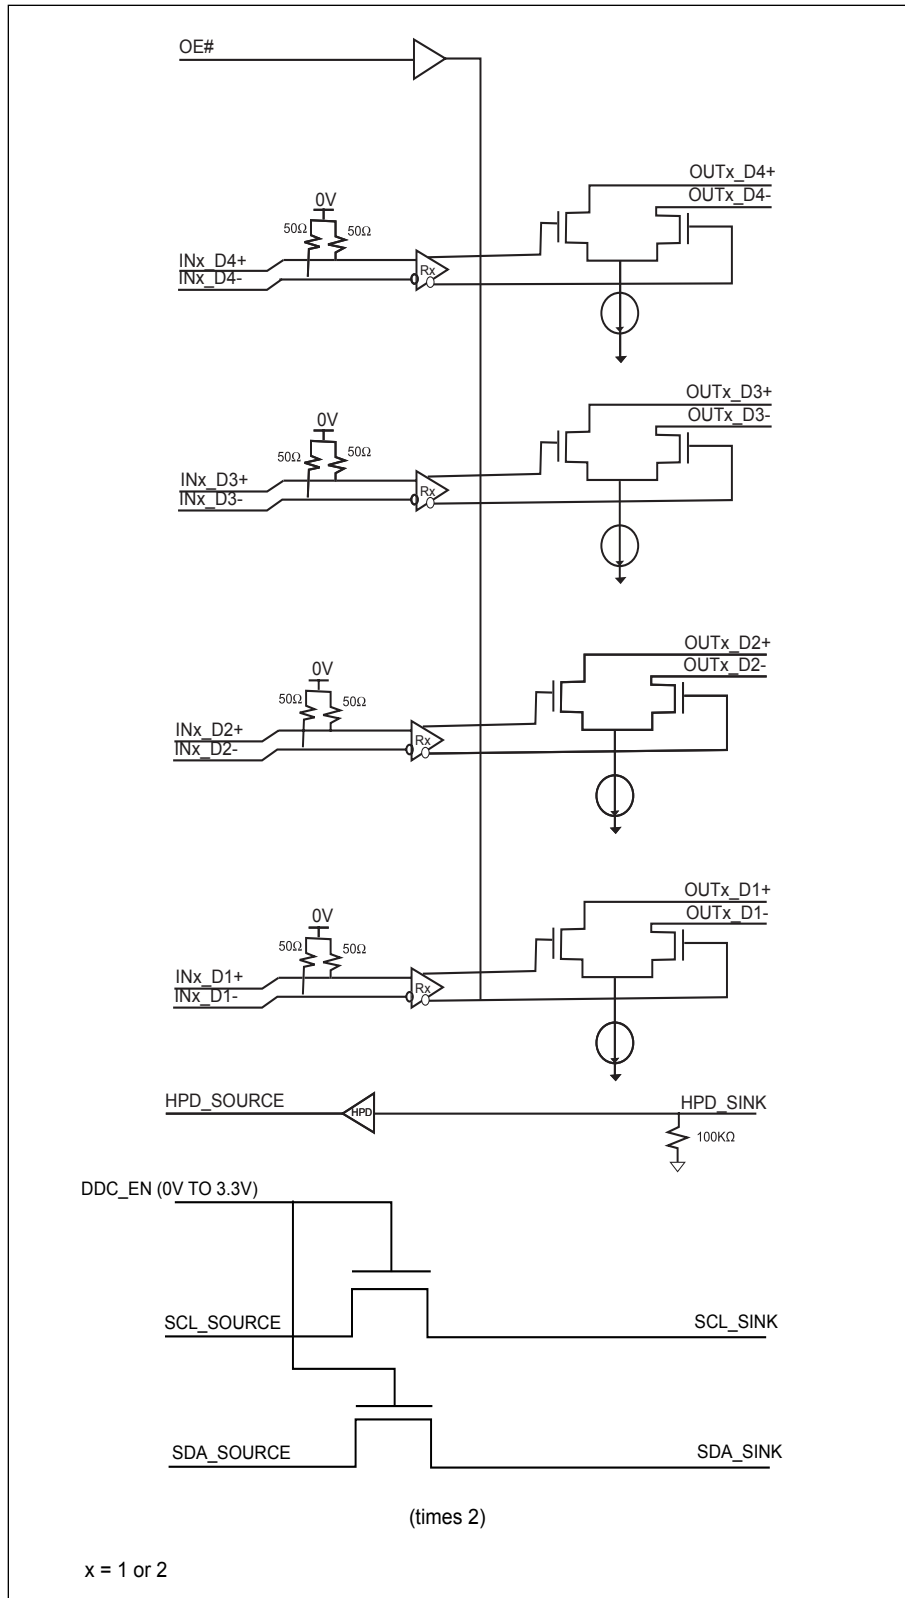 OE#
OUTx_D4+
OUTx_D4-
0V
50Ω 50Ω
INx_D4+
INx_D4-
Rx
OUTx_D3+
OUTx_D3-
0V
50Ω 50Ω
INx_D3+
INx_D3-
Rx
OUTx_D2+
OUTx_D2-
0V
50Ω 50Ω
INx_D2+
INx_D2-
Rx
OUTx_D1+
OUTx_D1-
0V
50Ω 50Ω
INx_D1+
INx_D1-
Rx
HPD_SOURCE HPD HPD_SINK
100KΩ
DDC_EN (0V TO 3.3V)
SCL_SOURCE SCL_SINK
SDA_SOURCE SDA_SINK
(times 2)
x = 1 or 2